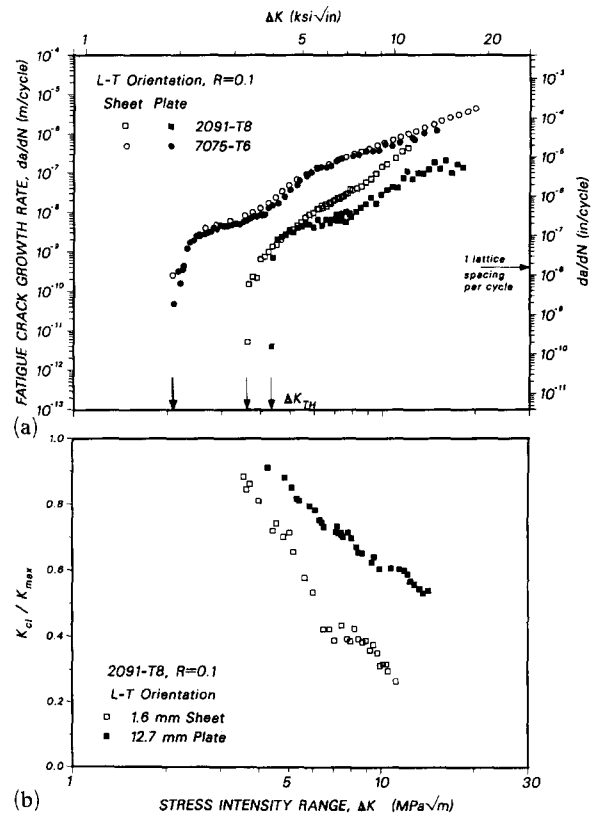 ΔK (ksi√in)
1 5 10 20
FATIGUE CRACK GROWTH RATE, da/dN (m/cycle)
10⁻⁴
10⁻⁵
10⁻⁶
10⁻⁷
10⁻⁸
10⁻⁹
10⁻¹⁰
10⁻¹¹
10⁻¹²
10⁻¹³
L-T Orientation, R=0.1
Sheet Plate
2091-T8
7075-T6
ΔK_TH
1 lattice
spacing
per cycle
10⁻³
10⁻⁴
10⁻⁵
10⁻⁶
10⁻⁷
10⁻⁸
10⁻⁹
10⁻¹⁰
10⁻¹¹
da/dN (in/cycle)
(a)
K_cl / K_max
1.0
0.8
0.6
0.4
0.2
0.0
2091-T8, R=0.1
L-T Orientation
1.6 mm Sheet
12.7 mm Plate
1 5 10 30
(b)
STRESS INTENSITY RANGE, ΔK (MPa√m)